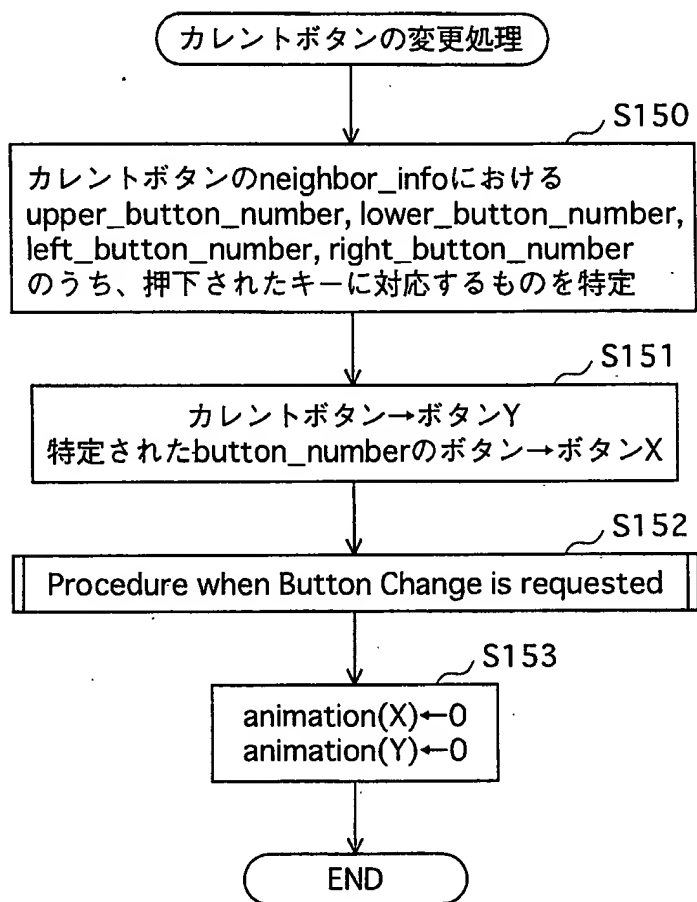 カレントボタンの変更処理
S150
カレントボタンのneighbor_infoにおける
upper_button_number, lower_button_number,
left_button_number, right_button_number
のうち、押下されたキーに対応するものを特定
S151
カレントボタン→ボタンY
特定されたbutton_numberのボタン→ボタンX
S152
Procedure when Button Change is requested
S153
animation(X)←0
animation(Y)←0
END